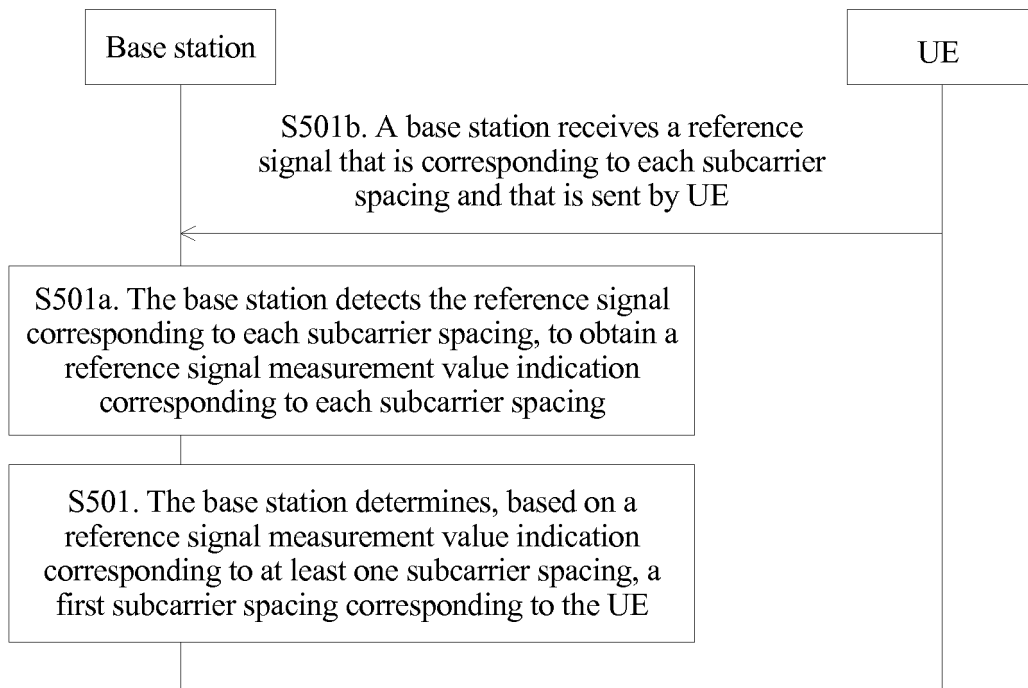 Base station
UE
S501b. A base station receives a reference
signal that is corresponding to each subcarrier
spacing and that is sent by UE
S501a. The base station detects the reference signal
corresponding to each subcarrier spacing, to obtain a
reference signal measurement value indication
corresponding to each subcarrier spacing
S501. The base station determines, based on a
reference signal measurement value indication
corresponding to at least one subcarrier spacing, a
first subcarrier spacing corresponding to the UE